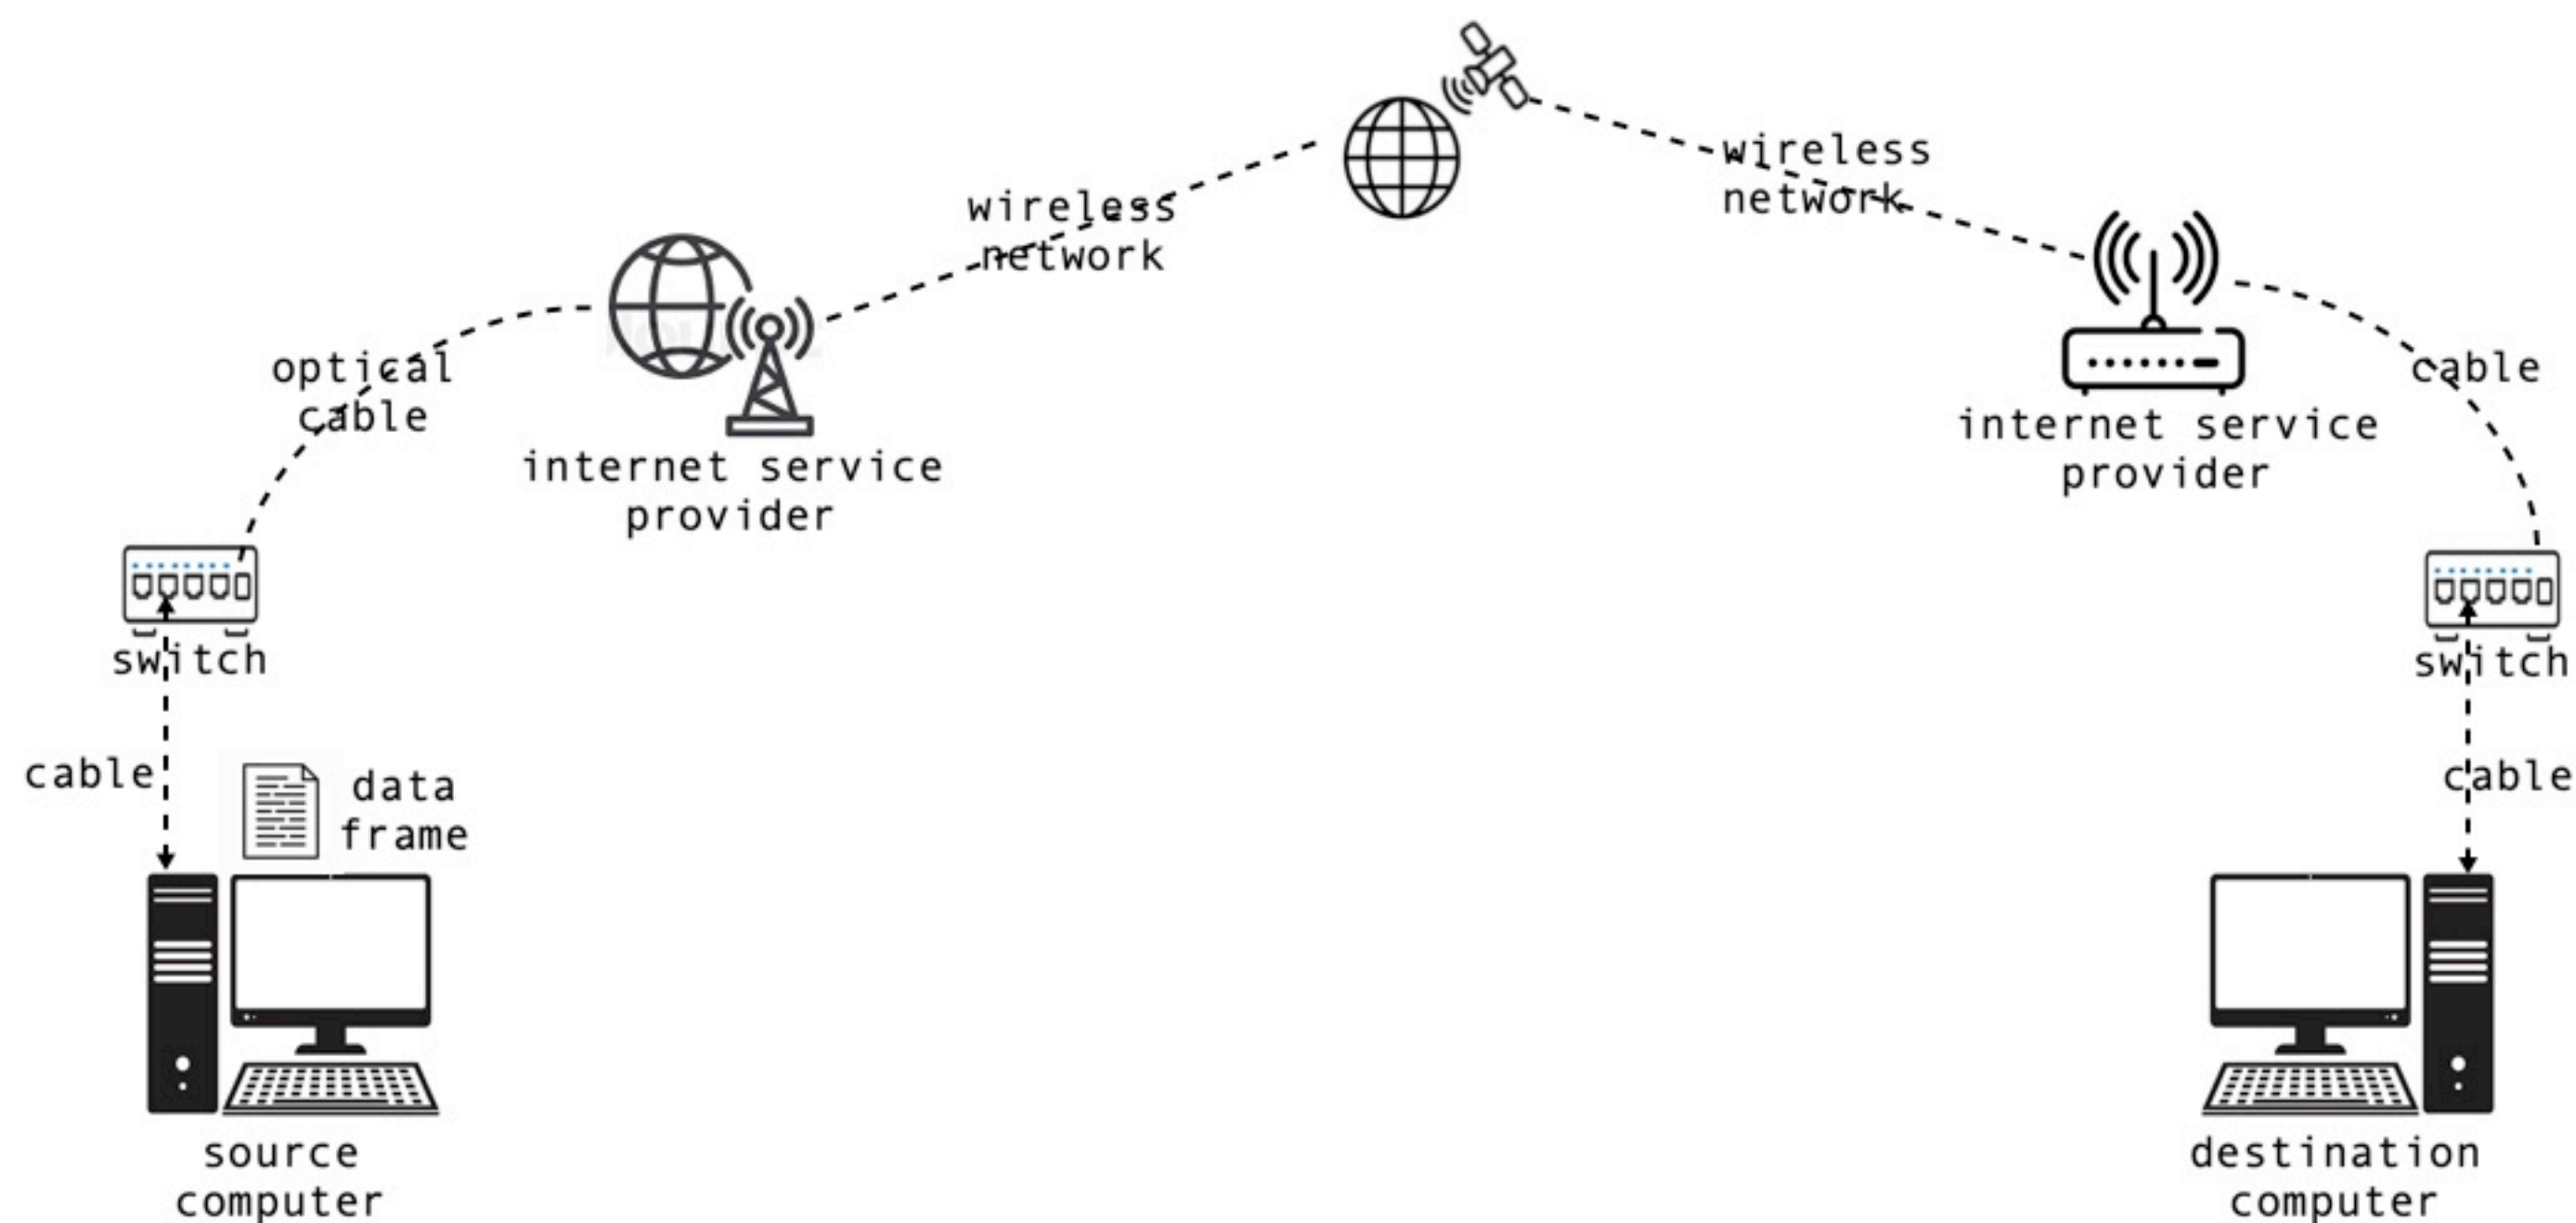 wireless
network
wireless
network
optical
cable
cable
internet service
provider
internet service
provider
switch
switch
cable
data
frame
cable
source
computer
destination
computer